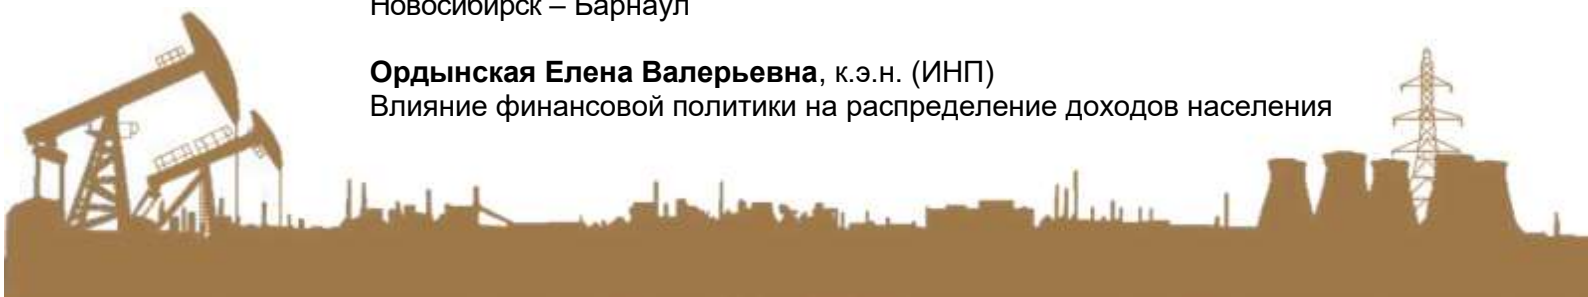 Новосибирск – Барнаул
Ордынская Елена Валерьевна, к.э.н. (ИНП)
Влияние финансовой политики на распределение доходов населения